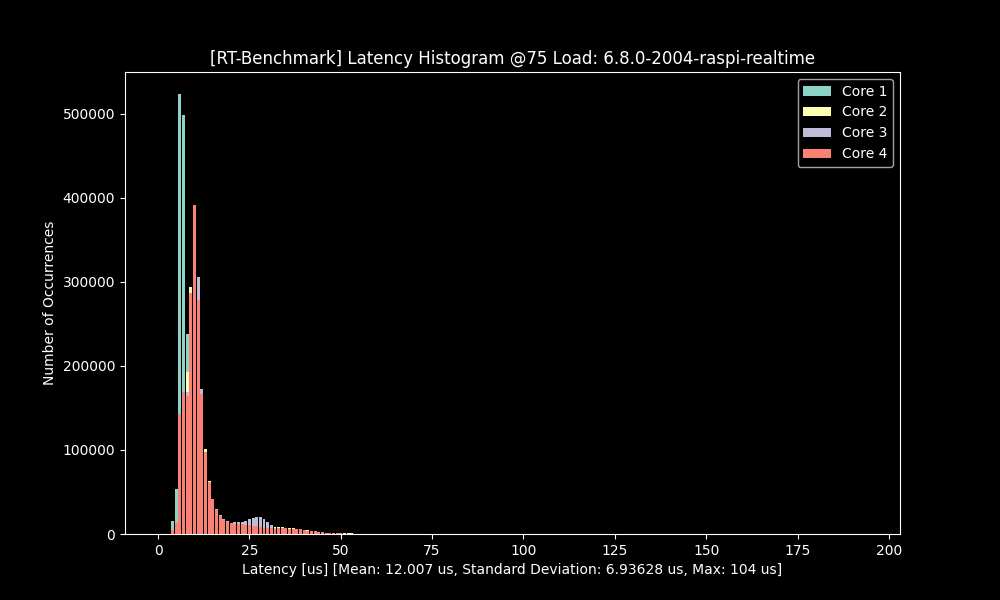 [RT-Benchmark] Latency Histogram @75 Load: 6.8.0-2004-raspi-realtime
Core 1
Core 2
Core 3
Core 4
500000
400000
300000
200000
100000
0
Number of Occurrences
0 25 50 75 100 125 150 175 200
Latency [us] [Mean: 12.007 us, Standard Deviation: 6.93628 us, Max: 104 us]